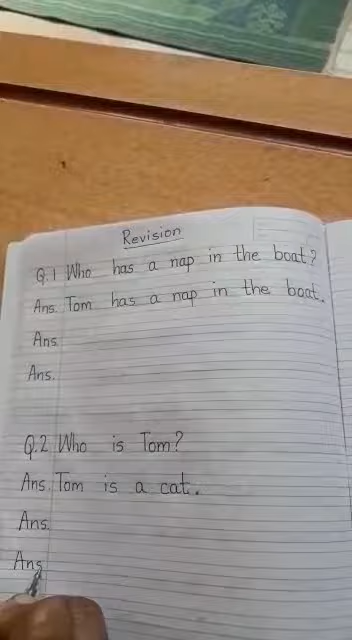 Revision
Q.1 Who has a nap in the boat?
Ans. Tom has a nap in the boat.
Ans.
Ans.
Q.2 Who is Tom?
Ans. Tom is a cat.
Ans.
Ans